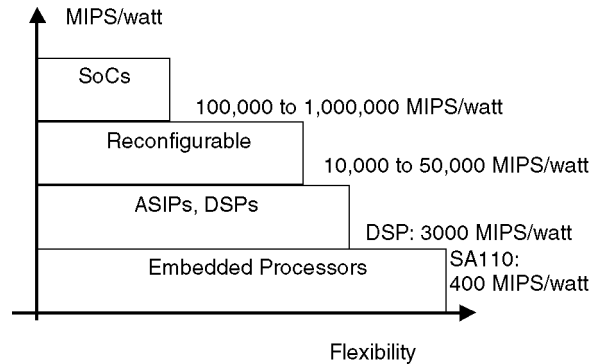 MIPS/watt
SoCs
100,000 to 1,000,000 MIPS/watt
Reconfigurable
10,000 to 50,000 MIPS/watt
ASIPs, DSPs
DSP: 3000 MIPS/watt
Embedded Processors
SA110:
400 MIPS/watt
Flexibility